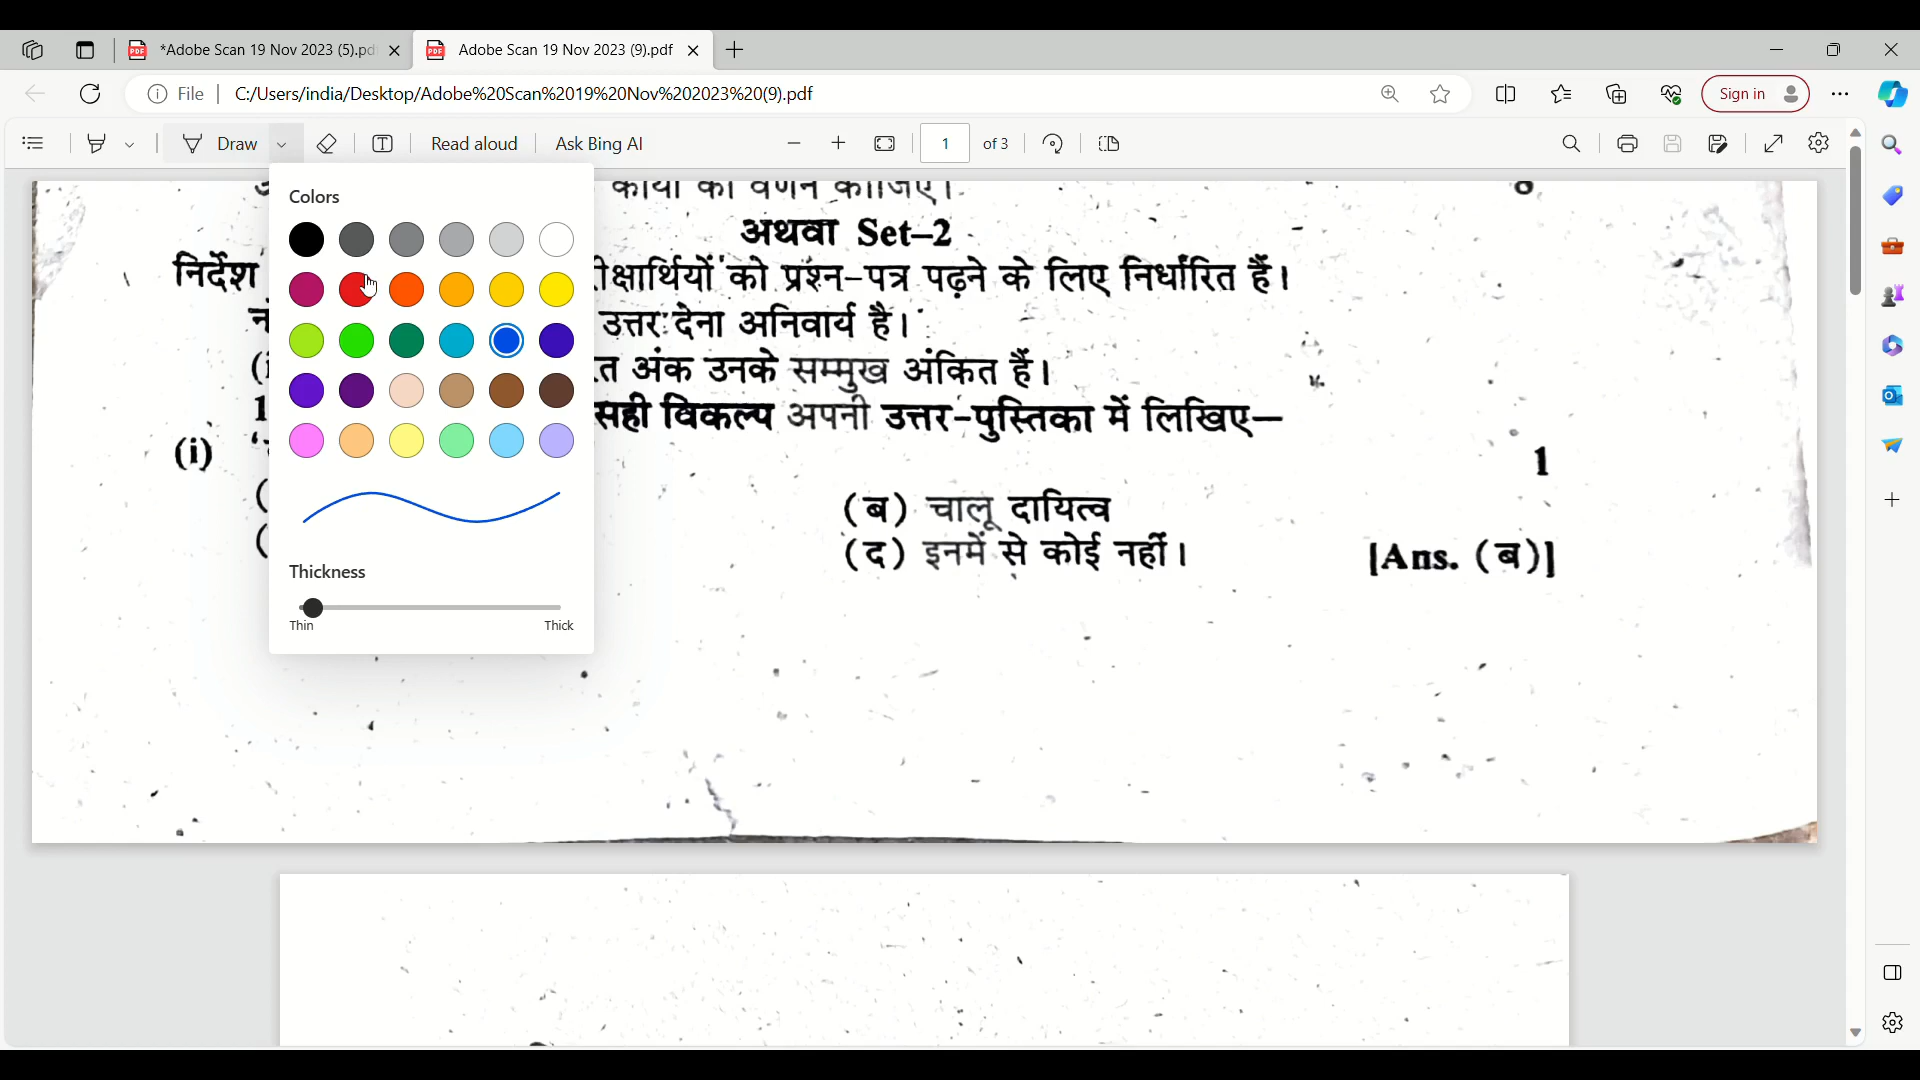 *Adobe Scan 19 Nov 2023 (5).pd
Adobe Scan 19 Nov 2023 (9).pdf
File
C:/Users/india/Desktop/Adobe%20Scan%2019%20Nov%202023%20(9).pdf
Sign in
Draw
Read aloud
Ask Bing AI
1
of 3
Colors
Thickness
Thin
Thick
कार्यों का वर्णन कीजिए। 8
अथवा Set–2
निर्देश
को प्रश्न-पत्र पढ़ने के लिए निर्धारित हैं।
उत्तर देना अनिवार्य है।
अंक उनके सम्मुख अंकित हैं।
सही विकल्प अपनी उत्तर-पुस्तिका में लिखिए—
(i)
1
(ब) चालू दायित्व
(द) इनमें से कोई नहीं।
[Ans. (ब)]